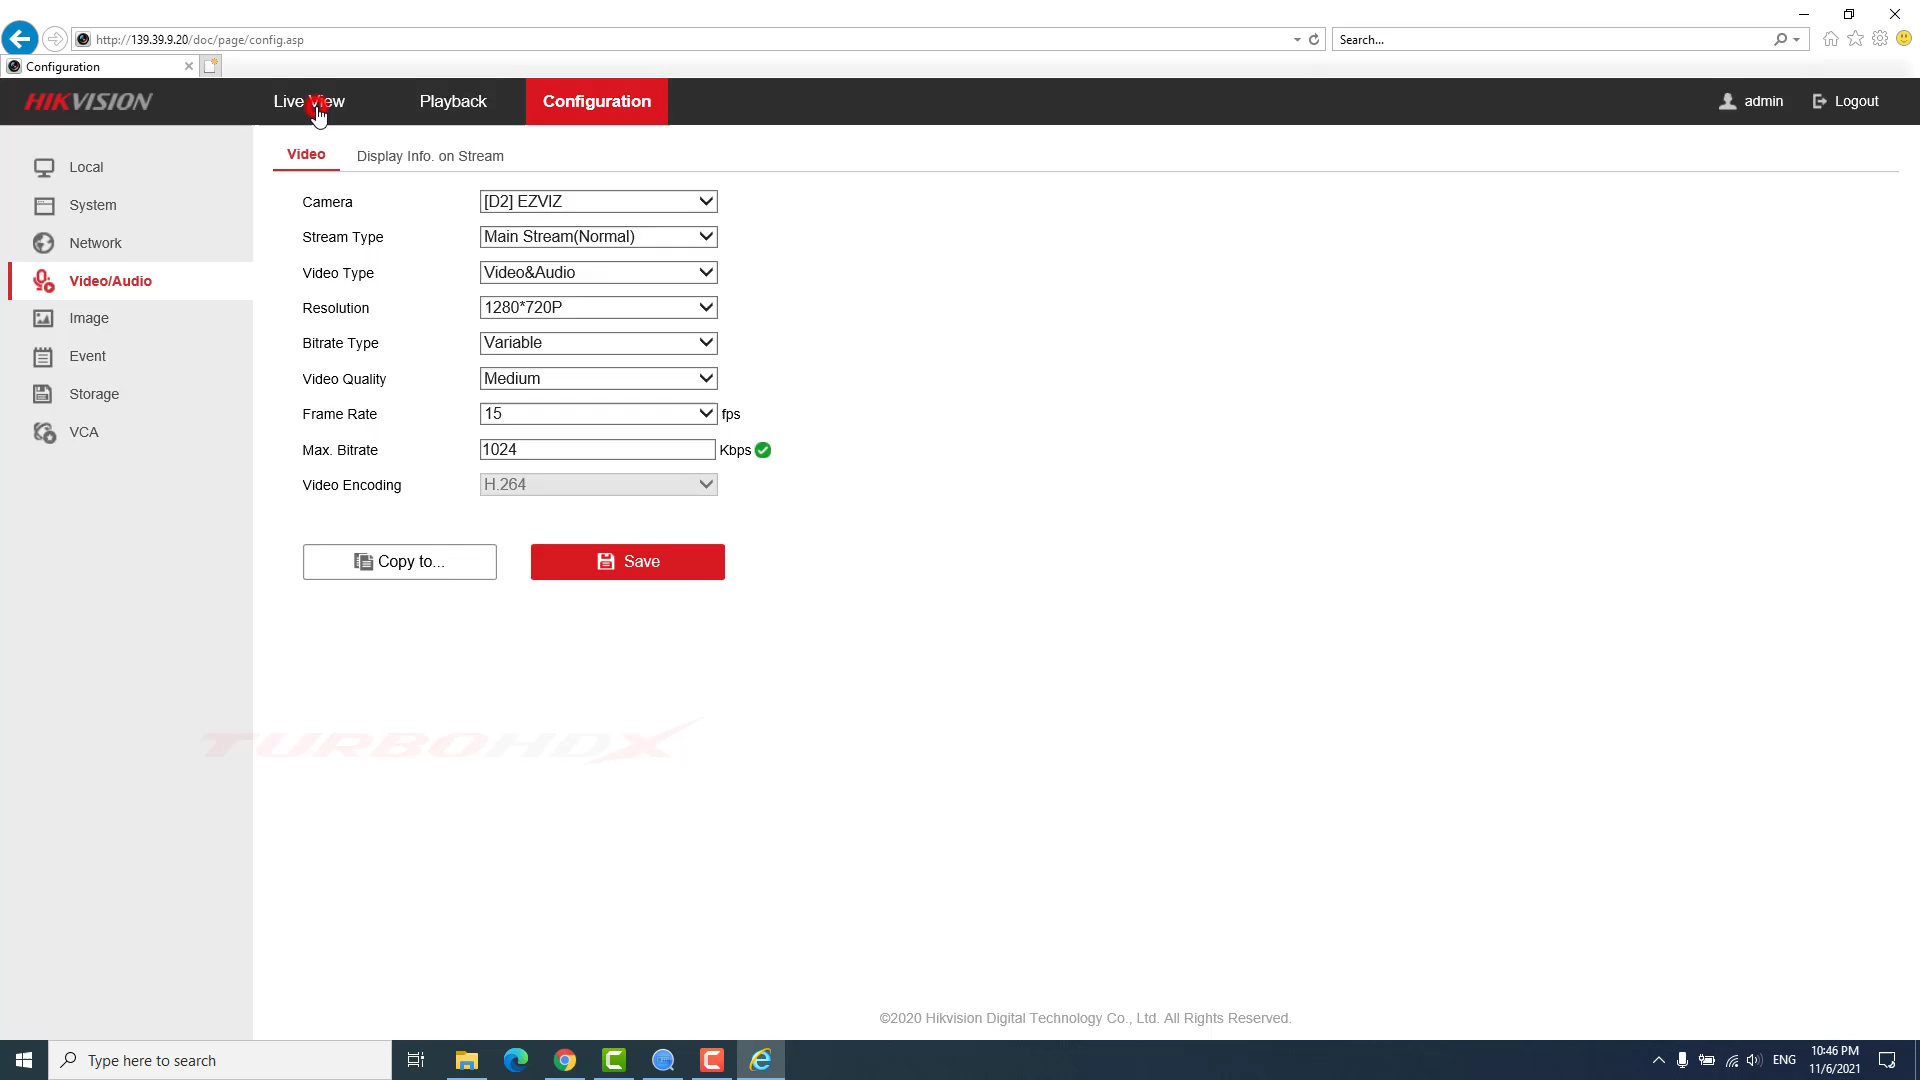 http://139.39.9.20/doc/page/config.asp
Search...
Configuration
HIKVISION
Live View
Playback
Configuration
admin
Logout
Local
System
Network
Video/Audio
Image
Event
Storage
VCA
Video
Display Info. on Stream
Camera [D2] EZVIZ
Stream Type Main Stream(Normal)
Video Type Video&Audio
Resolution 1280*720P
Bitrate Type Variable
Video Quality Medium
Frame Rate 15 fps
Max. Bitrate 1024 Kbps
Video Encoding H.264
Copy to...
Save
TURBOHDX
©2020 Hikvision Digital Technology Co., Ltd. All Rights Reserved.
Type here to search
ENG
10:46 PM
11/6/2021